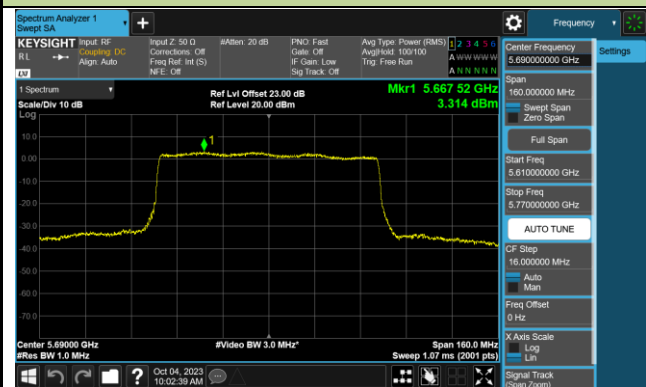 Spectrum Analyzer 1
Swept SA
Frequency
KEYSIGHT
RL
LXI
Input: RF
Coupling: DC
Align: Auto
Input Z: 50 Ω
Corrections: Off
Freq Ref: Int (S)
NFE: Off
#Atten: 20 dB
PNO: Fast
Gate: Off
IF Gain: Low
Sig Track: Off
Avg Type: Power (RMS)
Avg|Hold: 100/100
Trig: Free Run
1 2 3 4 5 6
A W W W W W
A N N N N N
1 Spectrum
Scale/Div 10 dB
Log
Ref Lvl Offset 23.00 dB
Ref Level 20.00 dBm
Mkr1 5.667 52 GHz
3.314 dBm
1
10.0
0.00
-10.0
-20.0
-30.0
-40.0
-50.0
-60.0
-70.0
Center 5.69000 GHz
#Res BW 1.0 MHz
#Video BW 3.0 MHz*
Span 160.0 MHz
Sweep 1.07 ms (2001 pts)
Oct 04, 2023
10:02:39 AM
Center Frequency
5.690000000 GHz
Settings
Span
160.000000 MHz
Swept Span
Zero Span
Full Span
Start Freq
5.610000000 GHz
Stop Freq
5.770000000 GHz
AUTO TUNE
CF Step
16.000000 MHz
Auto
Man
Freq Offset
0 Hz
X Axis Scale
Log
Lin
Signal Track
(Span Zoom)